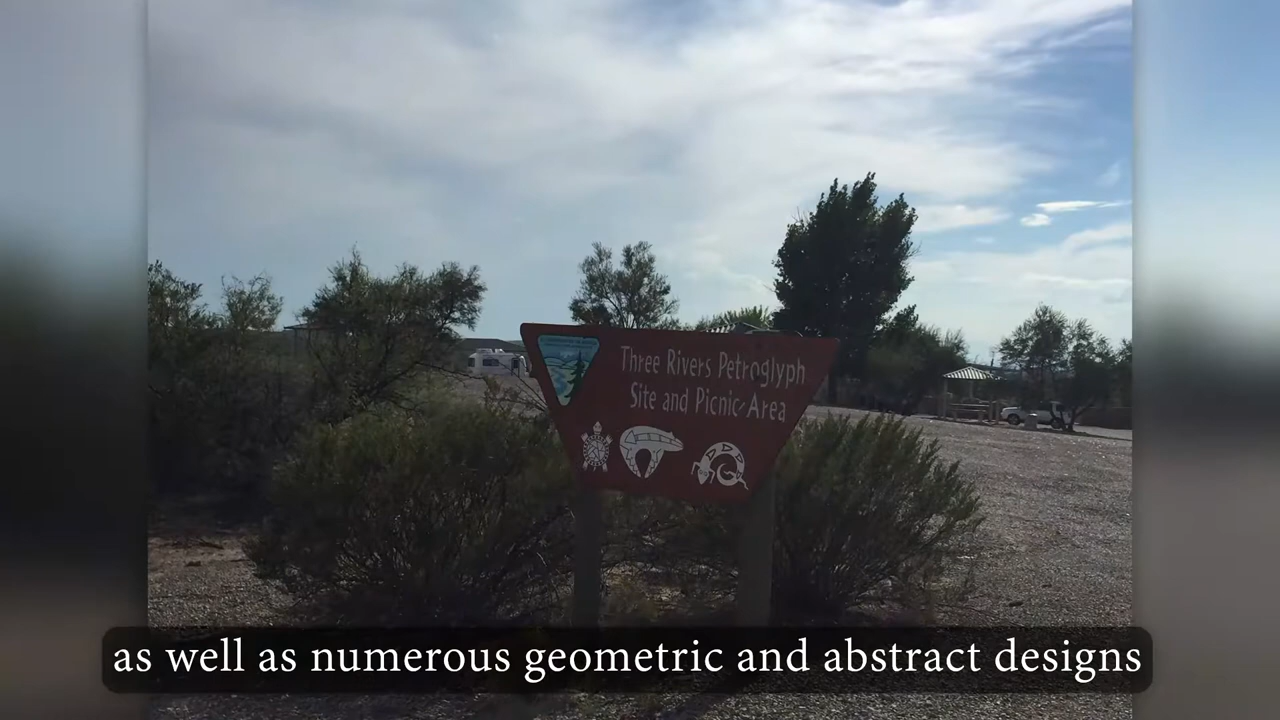 Three Rivers Petroglyph
Site and Picnic Area
as well as numerous geometric and abstract designs